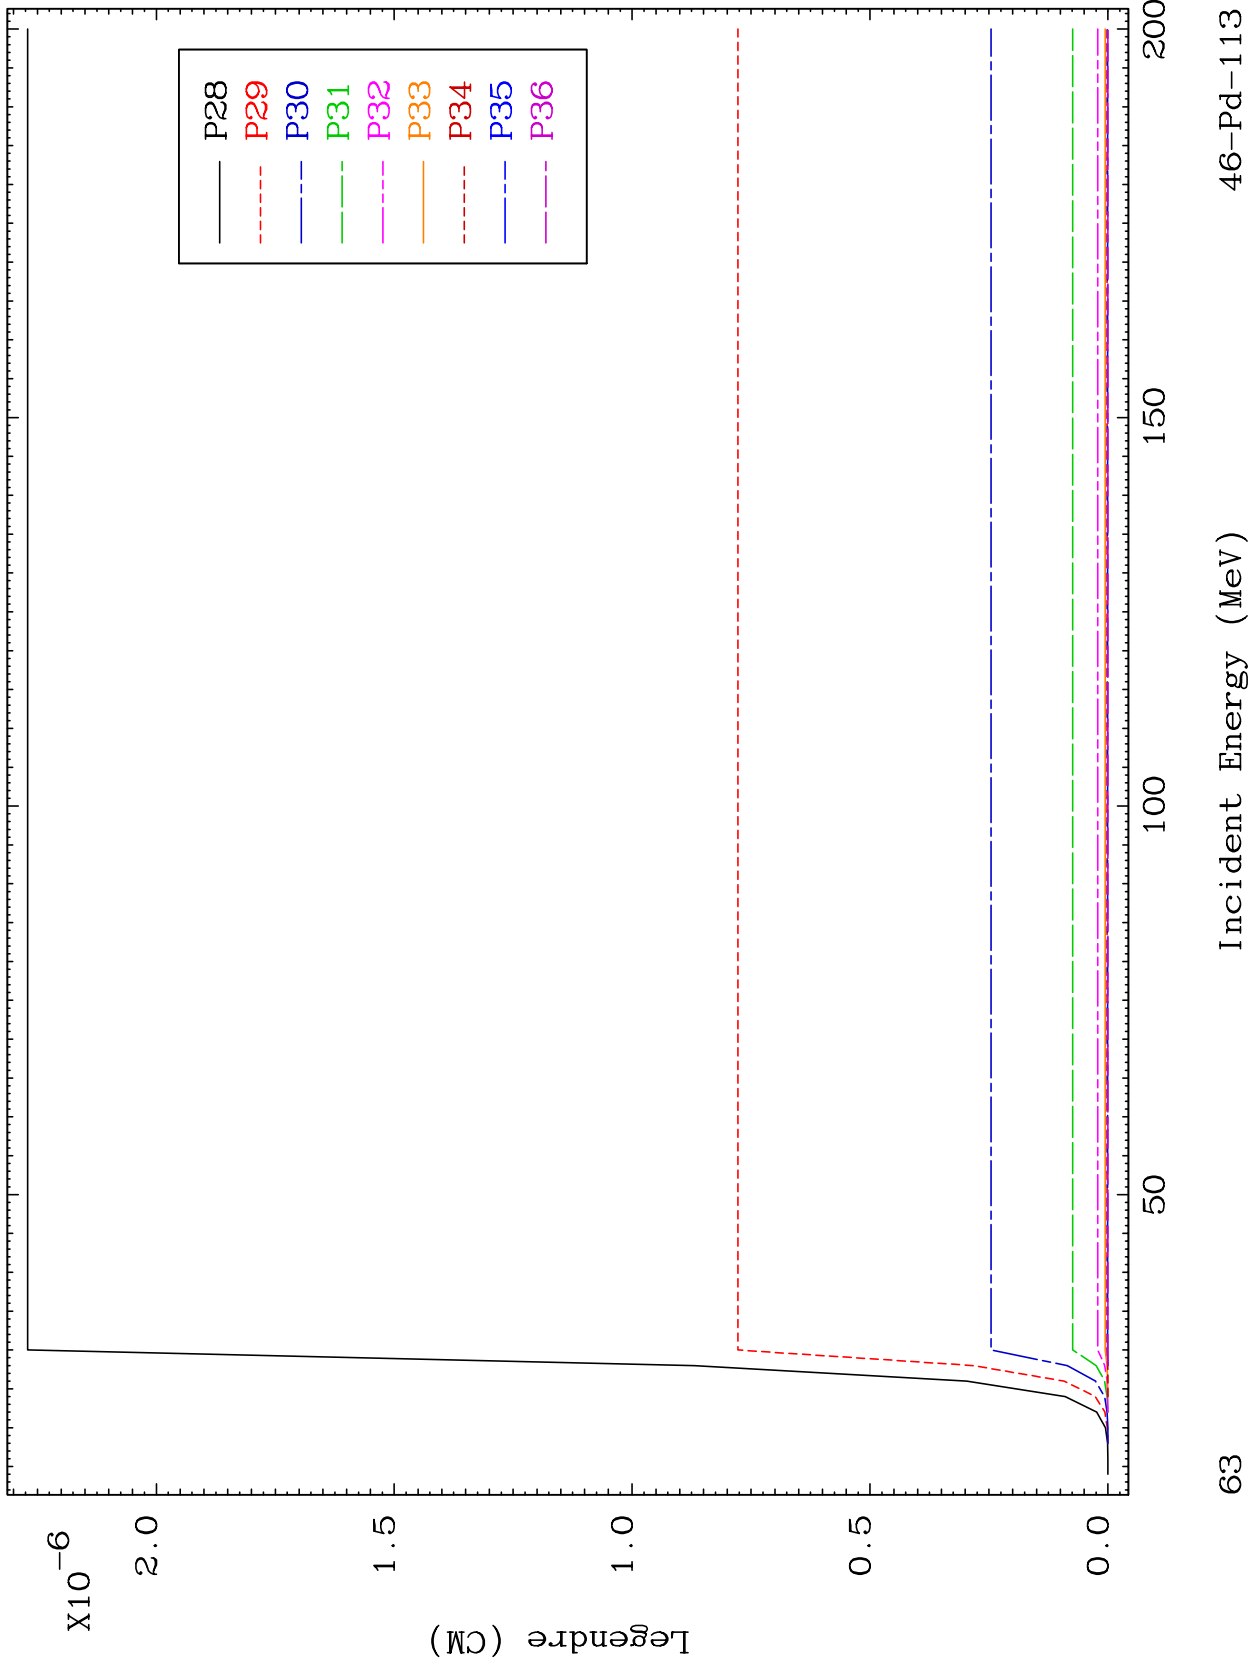 X10-6
2.0
1.5
1.0
0.5
0.0
Legendre (CM)
P28
P29
P30
P31
P32
P33
P34
P35
P36
50
100
150
200
Incident Energy (MeV)
63
46-Pd-113